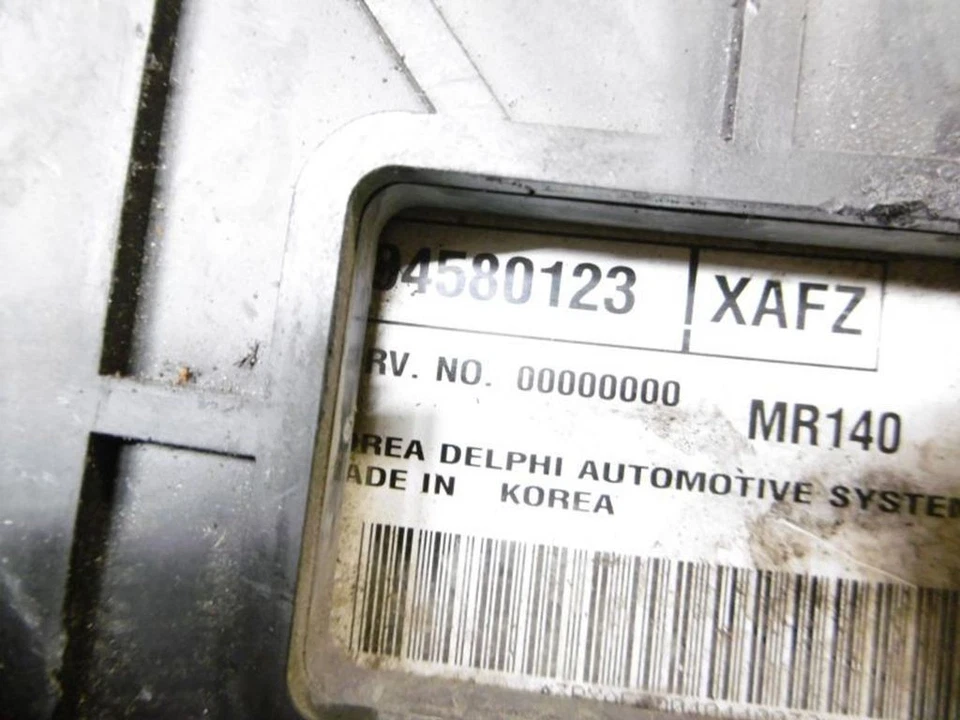 94580123 XAFZ
RV. NO. 00000000 MR140
OREA DELPHI AUTOMOTIVE SYSTEM
ADE IN KOREA